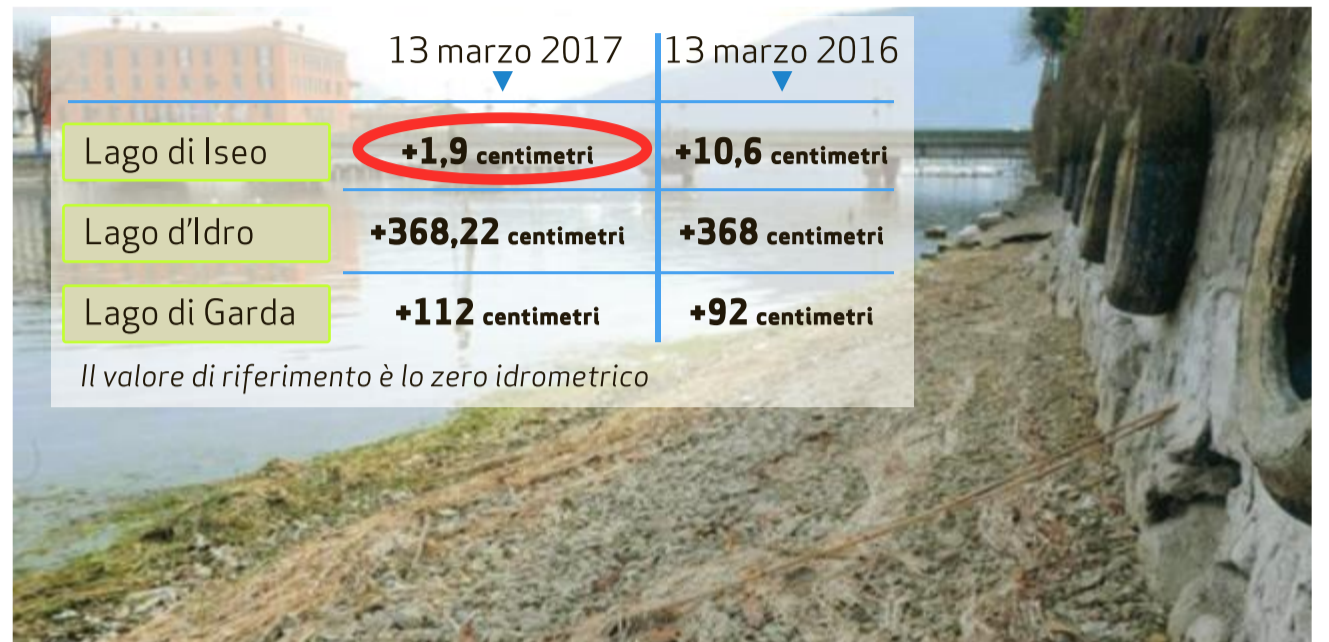 13 marzo 2017 13 marzo 2016
Lago di Iseo +1,9 centimetri +10,6 centimetri
Lago d'Idro +368,22 centimetri +368 centimetri
Lago di Garda +112 centimetri +92 centimetri
Il valore di riferimento è lo zero idrometrico